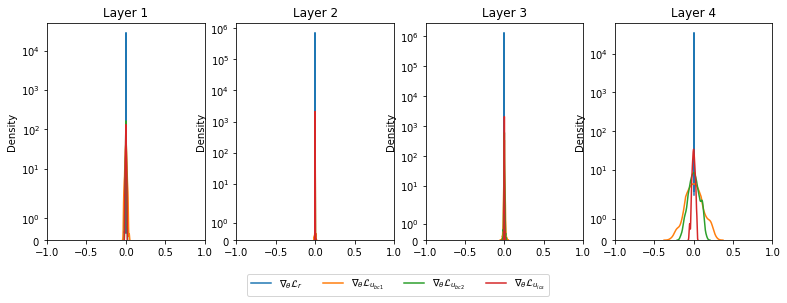 Layer 1 Layer 2 Layer 3 Layer 4
Density Density Density Density
10⁴ 10³ 10² 10¹ 10⁰ 0
10⁶ 10⁵ 10⁴ 10³ 10² 10¹ 10⁰ 0
10⁶ 10⁵ 10⁴ 10³ 10² 10¹ 10⁰ 0
10⁴ 10³ 10² 10¹ 10⁰ 0
−1.0 −0.5 0.0 0.5 1.0 −1.0 −0.5 0.0 0.5 1.0 −1.0 −0.5 0.0 0.5 1.0 −1.0 −0.5 0.0 0.5 1.0
∇θℒr ∇θℒu_bc1 ∇θℒu_bc2 ∇θℒu_ics